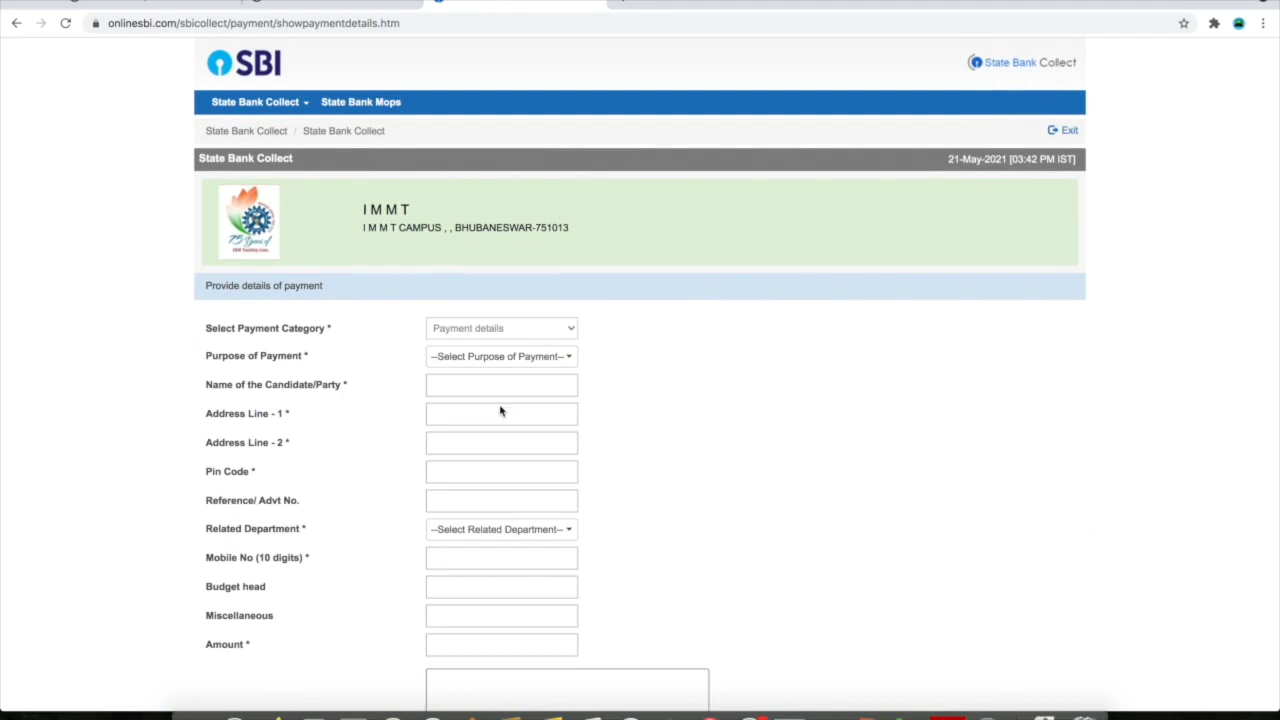 onlinesbi.com/sbicollect/payment/showpaymentdetails.htm
SBI
State Bank Collect
State Bank Collect State Bank Mops
State Bank Collect / State Bank Collect
Exit
State Bank Collect
21-May-2021 [03:42 PM IST]
75 Years of
I M M T
I M M T CAMPUS , , BHUBANESWAR-751013
Provide details of payment
Select Payment Category *
Payment details
Purpose of Payment *
--Select Purpose of Payment--
Name of the Candidate/Party *
Address Line - 1 *
Address Line - 2 *
Pin Code *
Reference/ Advt No.
Related Department *
--Select Related Department--
Mobile No (10 digits) *
Budget head
Miscellaneous
Amount *